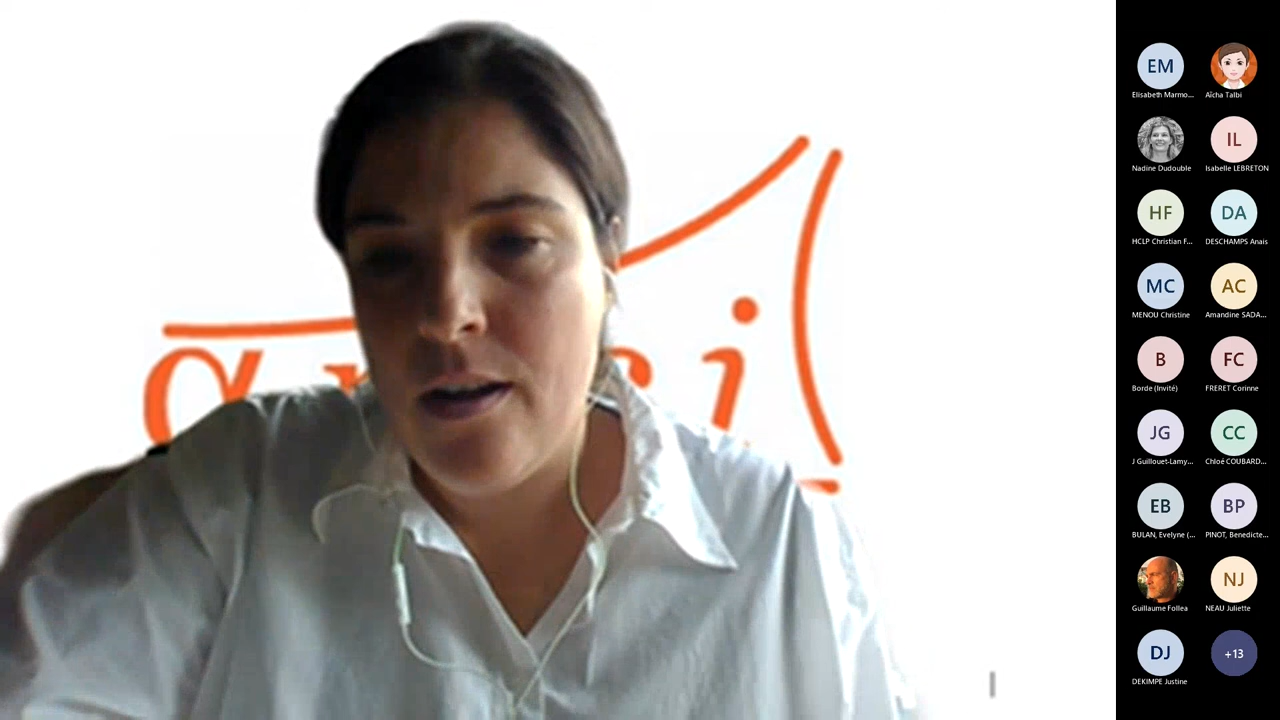 EM
Elisabeth Marmo... Aïcha Talbi
IL
Nadine Dudouble Isabelle LEBRETON
HF DA
HCLP Christian F... DESCHAMPS Anais
MC AC
MENOU Christine Amandine SADA...
B FC
Borde (Invité) FRERET Corinne
JG CC
J Guillouet-Lamy... Chloé COUBARD...
EB BP
BULAN, Evelyne (... PINOT, Benedicte...
NJ
Guillaume Follea NEAU Juliette
DJ +13
DEKIMPE Justine